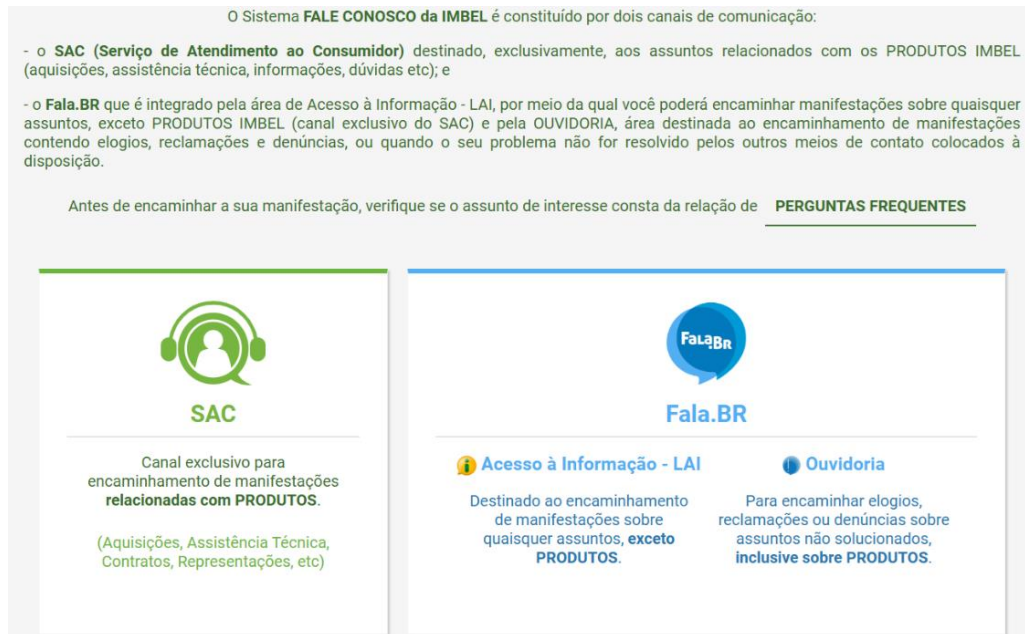 O Sistema FALE CONOSCO da IMBEL é constituído por dois canais de comunicação:
- o SAC (Serviço de Atendimento ao Consumidor) destinado, exclusivamente, aos assuntos relacionados com os PRODUTOS IMBEL
(aquisições, assistência técnica, informações, dúvidas etc); e
- o Fala.BR que é integrado pela área de Acesso à Informação - LAI, por meio da qual você poderá encaminhar manifestações sobre quaisquer
assuntos, exceto PRODUTOS IMBEL (canal exclusivo do SAC) e pela OUVIDORIA, área destinada ao encaminhamento de manifestações
contendo elogios, reclamações e denúncias, ou quando o seu problema não for resolvido pelos outros meios de contato colocados à
disposição.
Antes de encaminhar a sua manifestação, verifique se o assunto de interesse consta da relação de PERGUNTAS FREQUENTES
SAC
Canal exclusivo para
encaminhamento de manifestações
relacionadas com PRODUTOS.
(Aquisições, Assistência Técnica,
Contratos, Representações, etc)
FALA.BR
Fala.BR
Acesso à Informação - LAI
Destinado ao encaminhamento
de manifestações sobre
quaisquer assuntos, exceto
PRODUTOS.
Ouvidoria
Para encaminhar elogios,
reclamações ou denúncias sobre
assuntos não solucionados,
inclusive sobre PRODUTOS.